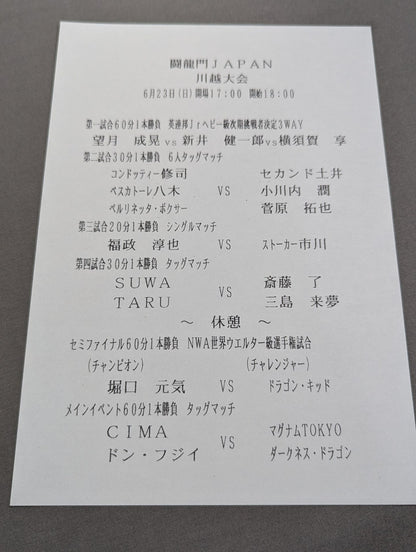 闘龍門JAPAN
川越大会
6月23日(日)開場17:00 開始18:00
第一試合60分1本勝負 英連邦Jrヘビー級次期挑戦者決定3WAY
望月 成晃 vs 新井 健一郎 vs 横須賀 享
第二試合30分1本勝負 6人タッグマッチ
コンドッティー修司 セカンド土井
ペスカトーレ八木 VS 小川内 潤
ペルリネッタ・ボクサー 菅原 拓也
第三試合20分1本勝負 シングルマッチ
福政 淳也 VS ストーカー市川
第四試合30分1本勝負 タッグマッチ
SUWA 斎藤 了
VS
TARU 三島 来夢
～ 休憩 ～
セミファイナル60分1本勝負 NWA世界ウエルター級選手権試合
(チャンピオン) (チャレンジャー)
堀口 元気 VS ドラゴン・キッド
メインイベント60分1本勝負 タッグマッチ
CIMA マグナムTOKYO
VS
ドン・フジイ ダークネス・ドラゴン